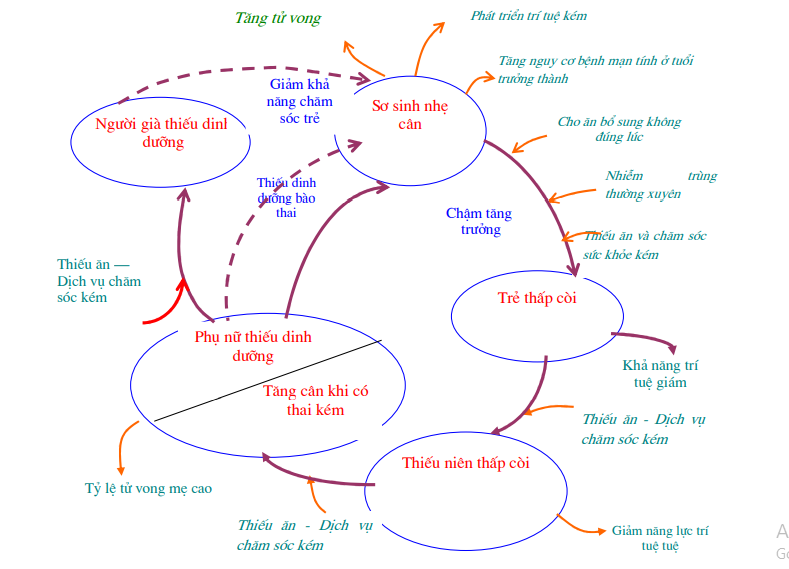 Tăng tử vong
Phát triển trí tuệ kém
Tăng nguy cơ bệnh mạn tính ở tuổi
trưởng thành
Giảm khả
năng chăm
sóc trẻ
Sơ sinh nhẹ
cân
Người già thiếu dinh
dưỡng
Cho ăn bổ sung không
đúng lúc
Nhiễm trùng
thường xuyên
Thiếu dinh
dưỡng bào
thai
Chậm tăng
trưởng
Thiếu ăn và chăm sóc
sức khỏe kém
Thiếu ăn —
Dịch vụ chăm
sóc kém
Trẻ thấp còi
Phụ nữ thiếu dinh
dưỡng
Tăng cân khi có
thai kém
Khả năng trí
tuệ giám
Thiếu ăn - Dịch vụ
chăm sóc kém
Thiếu niên thấp còi
Tỷ lệ tử vong mẹ cao
Thiếu ăn - Dịch vụ
chăm sóc kém
Giảm năng lực trí
tuệ tuệ